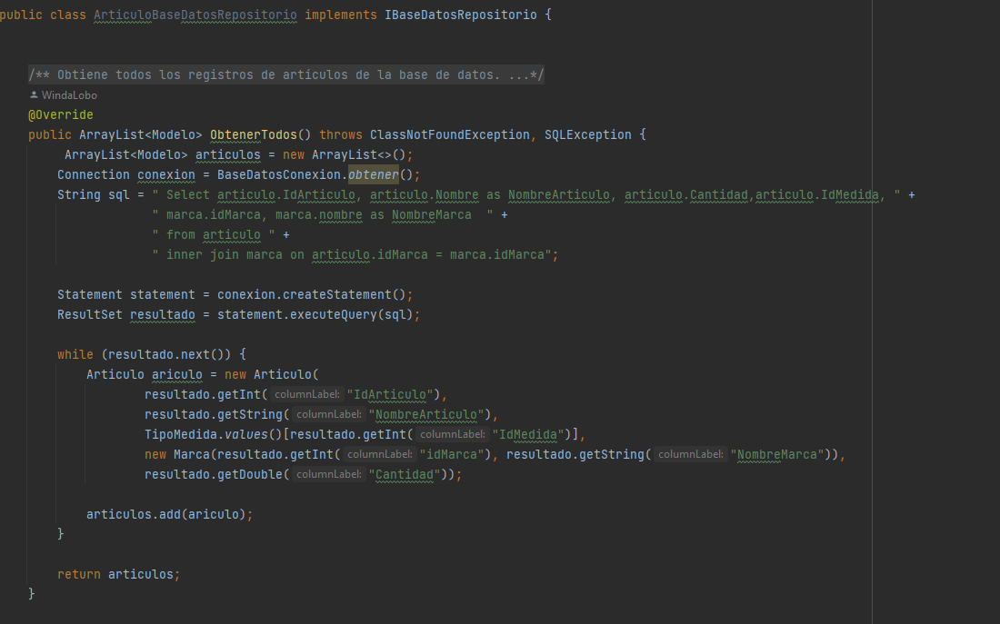 public class ArticuloBaseDatosRepositorio implements IBaseDatosRepositorio {
/** Obtiene todos los registros de articulos de la base de datos. ...*/
WindaLobo
@Override
public ArrayList<Modelo> ObtenerTodos() throws ClassNotFoundException, SQLException {
ArrayList<Modelo> articulos = new ArrayList<>();
Connection conexion = BaseDatosConexion.obtener();
String sql = " Select articulo.IdArticulo, articulo.Nombre as NombreArticulo, articulo.Cantidad,articulo.IdMedida, " +
" marca.idMarca, marca.nombre as NombreMarca  " +
" from articulo " +
" inner join marca on articulo.idMarca = marca.idMarca";
Statement statement = conexion.createStatement();
ResultSet resultado = statement.executeQuery(sql);
while (resultado.next()) {
Articulo ariculo = new Articulo(
resultado.getInt( columnLabel: "IdArticulo"),
resultado.getString( columnLabel: "NombreArticulo"),
TipoMedida.values()[resultado.getInt( columnLabel: "IdMedida")],
new Marca(resultado.getInt( columnLabel: "idMarca"), resultado.getString( columnLabel: "NombreMarca")),
resultado.getDouble( columnLabel: "Cantidad"));
articulos.add(ariculo);
}
return articulos;
}